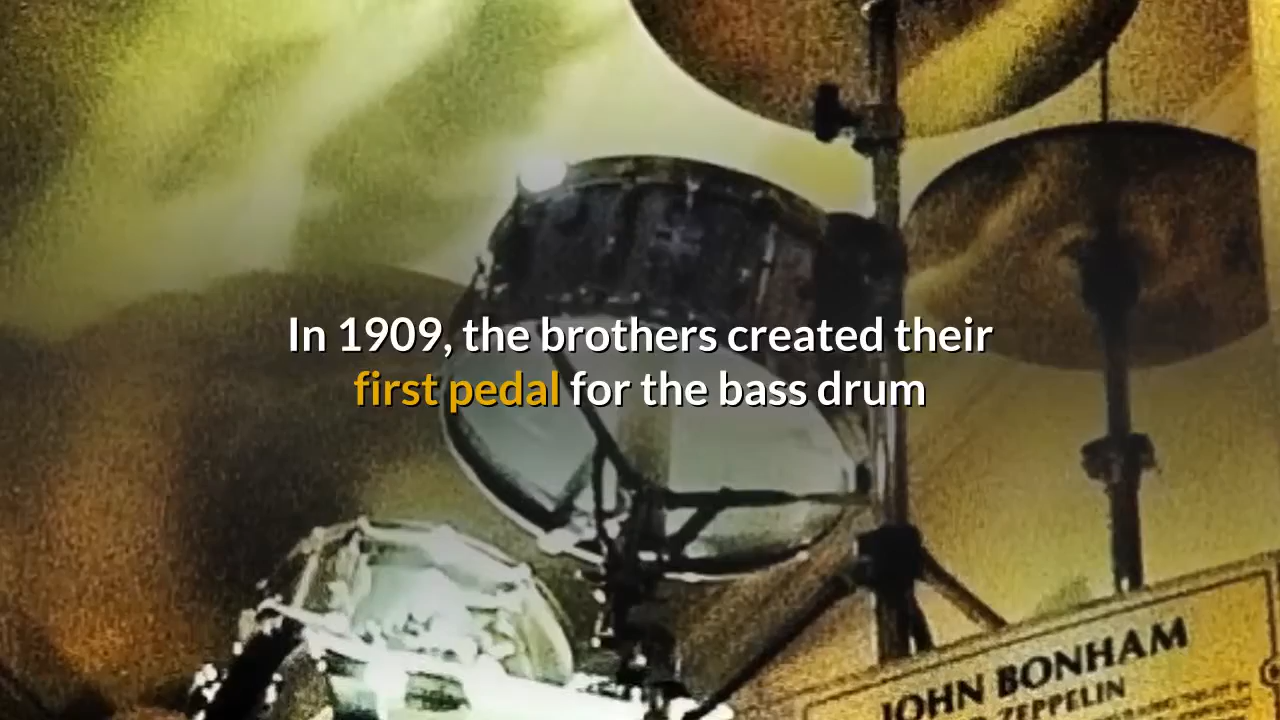 In 1909, the brothers created their
first pedal for the bass drum
JOHN BONHAM
ZEPPELIN